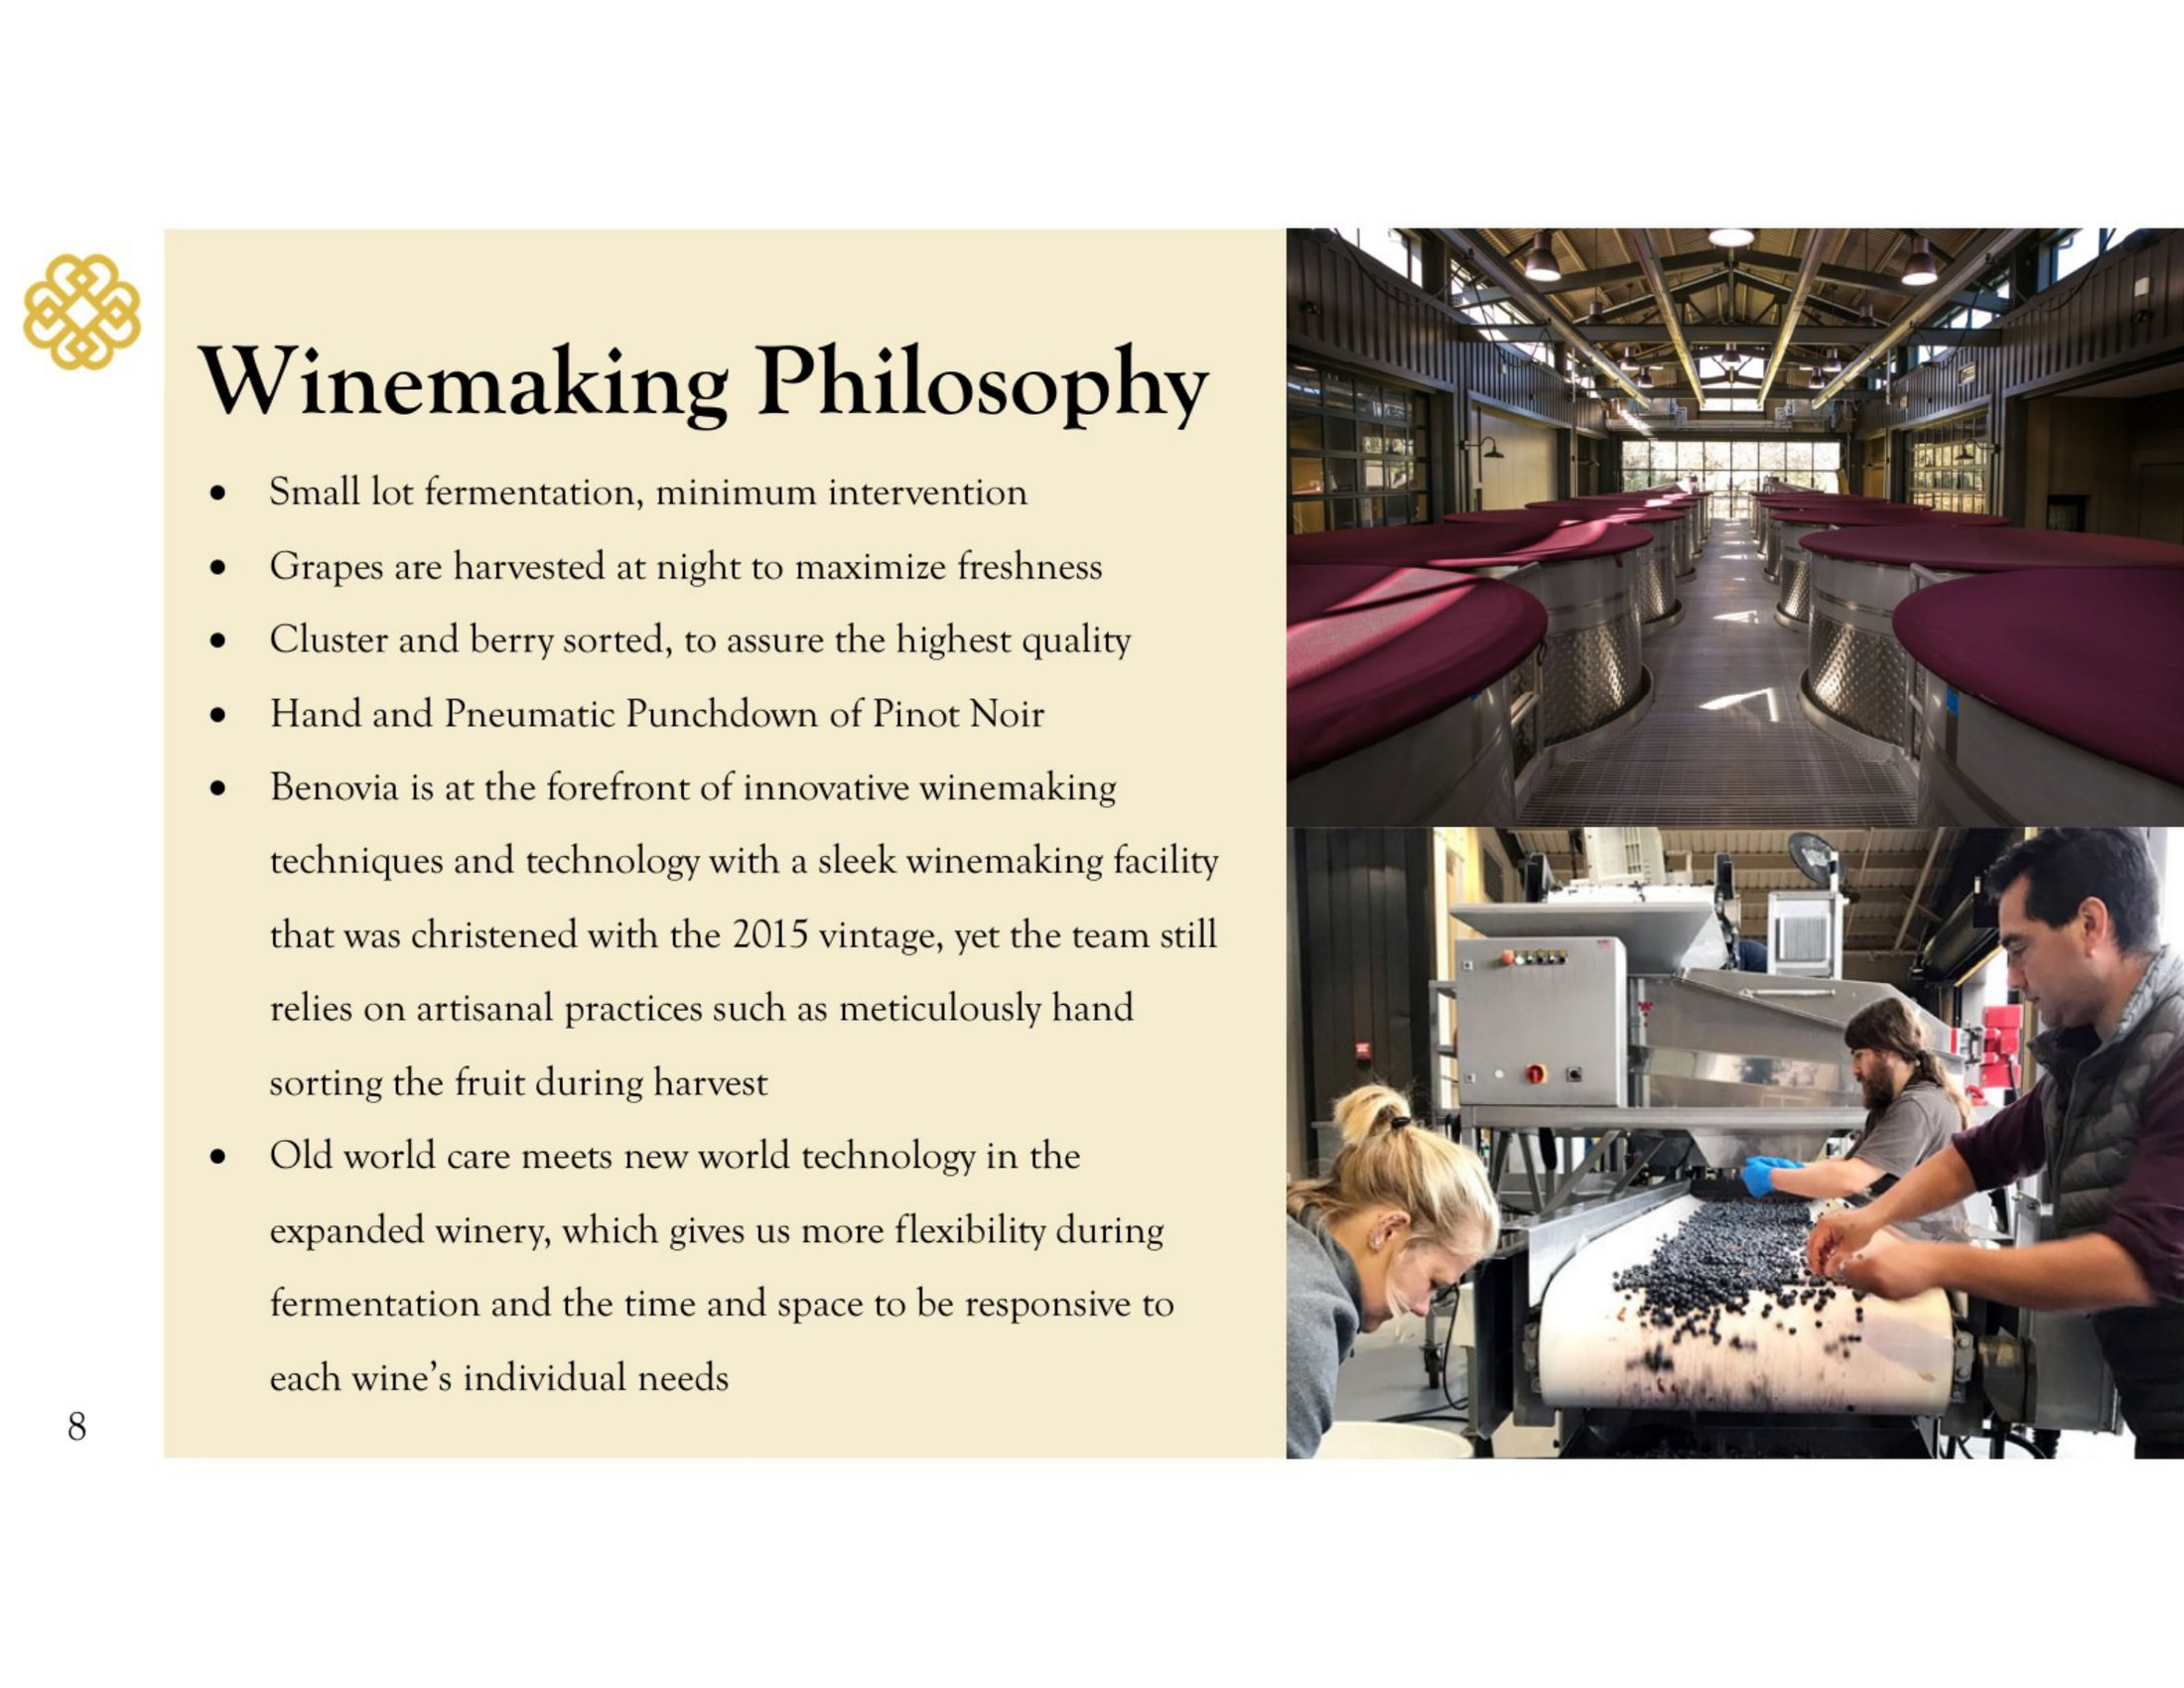 Winemaking Philosophy
• Small lot fermentation, minimum intervention
• Grapes are harvested at night to maximize freshness
• Cluster and berry sorted, to assure the highest quality
• Hand and Pneumatic Punchdown of Pinot Noir
• Benovia is at the forefront of innovative winemaking
techniques and technology with a sleek winemaking facility
that was christened with the 2015 vintage, yet the team still
relies on artisanal practices such as meticulously hand
sorting the fruit during harvest
• Old world care meets new world technology in the
expanded winery, which gives us more flexibility during
fermentation and the time and space to be responsive to
each wine's individual needs
8